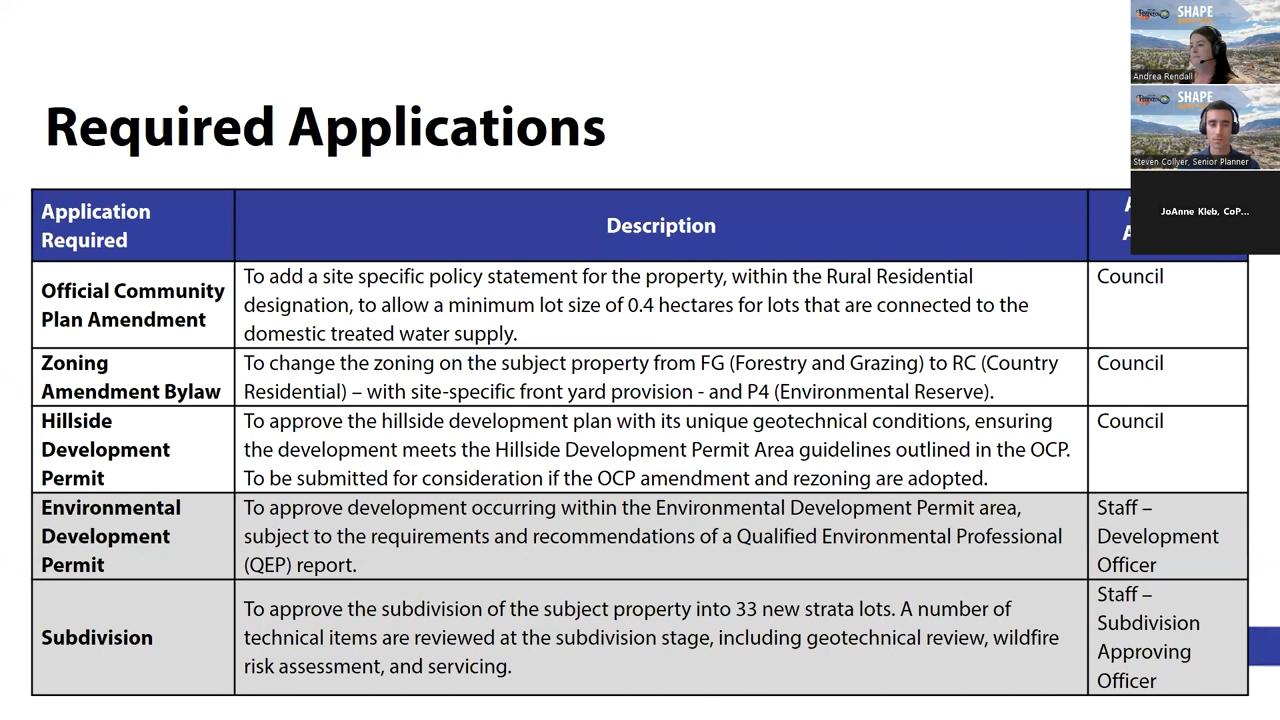 SHAPE
Andrea Rendall
SHAPE
Steven Collyer, Senior Planner
JoAnne Kleb, CoP...
Required Applications
Application
Required
Description
Official Community
Plan Amendment
To add a site specific policy statement for the property, within the Rural Residential
designation, to allow a minimum lot size of 0.4 hectares for lots that are connected to the
domestic treated water supply.
Council
Zoning
Amendment Bylaw
To change the zoning on the subject property from FG (Forestry and Grazing) to RC (Country
Residential) – with site-specific front yard provision - and P4 (Environmental Reserve).
Council
Hillside
Development
Permit
To approve the hillside development plan with its unique geotechnical conditions, ensuring
the development meets the Hillside Development Permit Area guidelines outlined in the OCP.
To be submitted for consideration if the OCP amendment and rezoning are adopted.
Council
Environmental
Development
Permit
To approve development occurring within the Environmental Development Permit area,
subject to the requirements and recommendations of a Qualified Environmental Professional
(QEP) report.
Staff –
Development
Officer
Subdivision
To approve the subdivision of the subject property into 33 new strata lots. A number of
technical items are reviewed at the subdivision stage, including geotechnical review, wildfire
risk assessment, and servicing.
Staff –
Subdivision
Approving
Officer